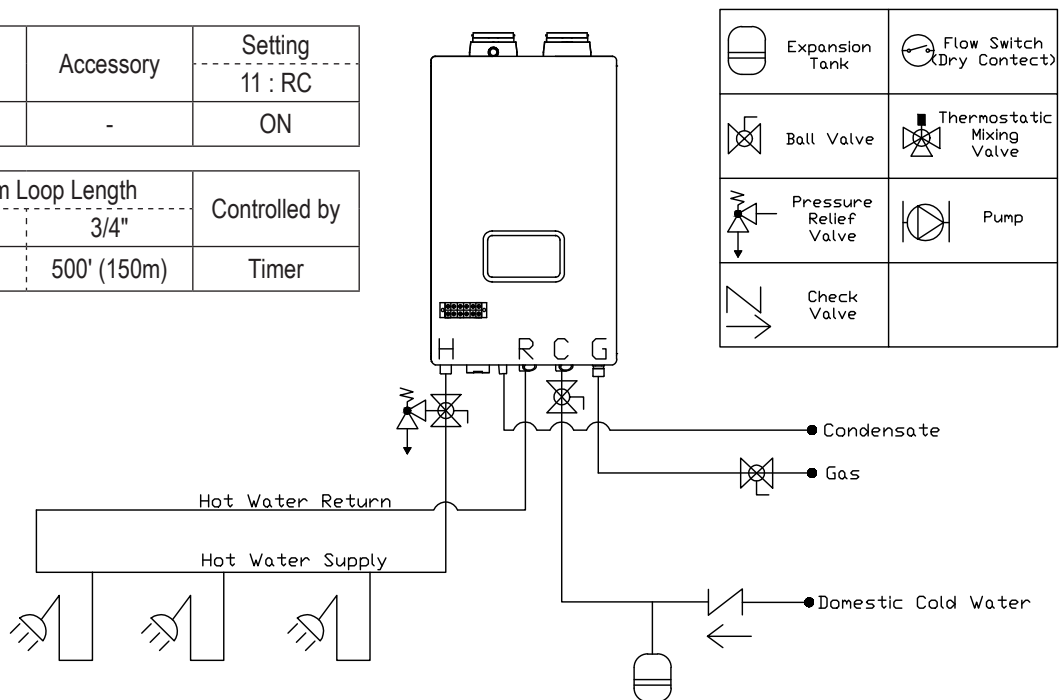 Accessory
Setting
11 : RC
-
ON
m Loop Length
Controlled by
3/4"
500' (150m)
Timer
Expansion
Tank
Flow Switch
(Dry Contect)
Ball Valve
Thermostatic
Mixing
Valve
Pressure
Relief
Valve
Pump
Check
Valve
H R C G
Condensate
Gas
Hot Water Return
Hot Water Supply
Domestic Cold Water